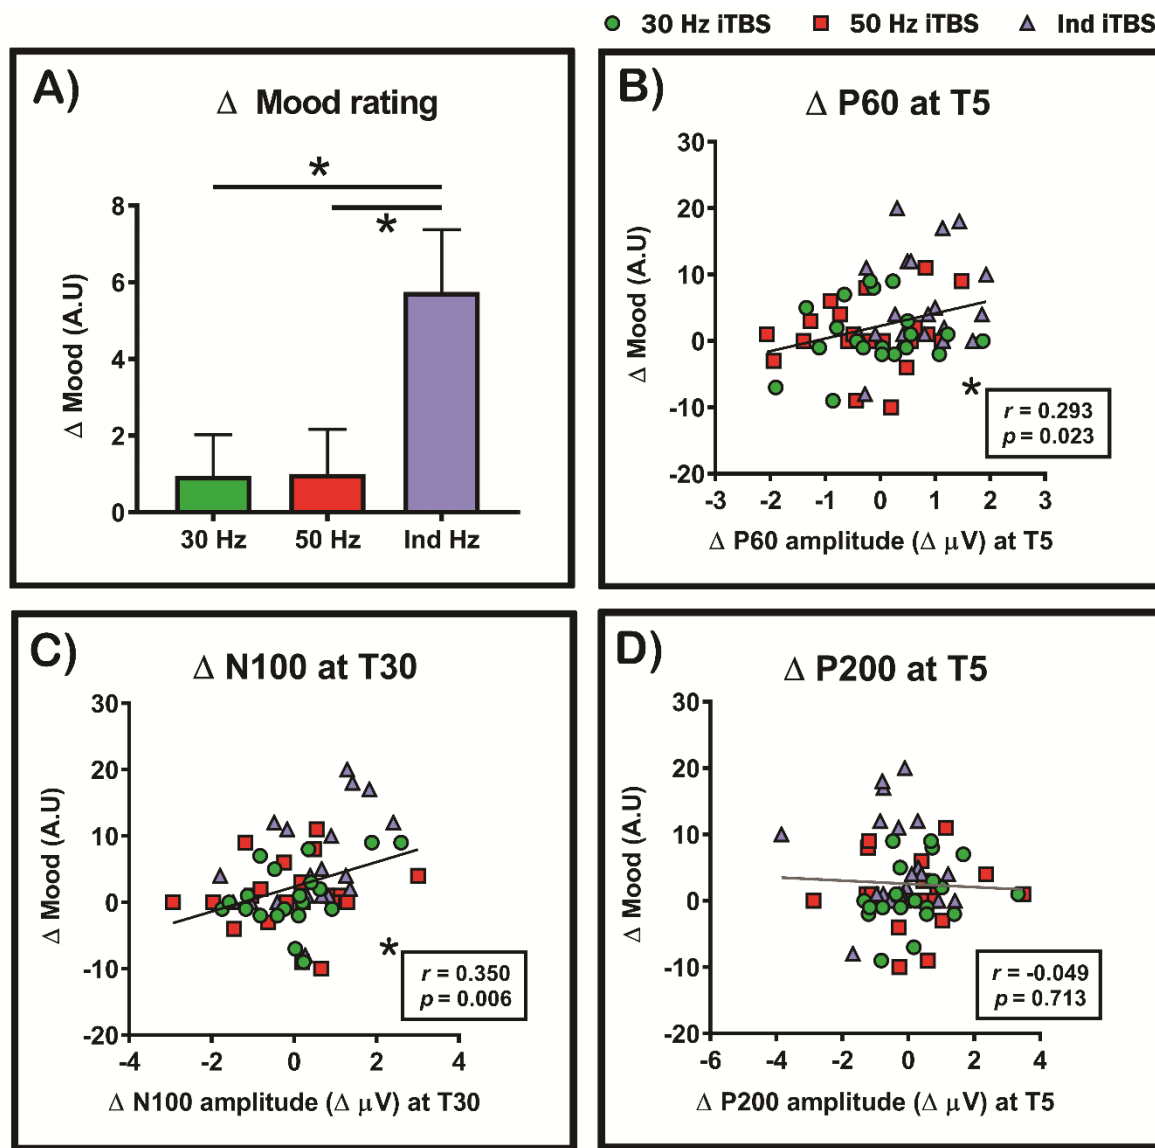 30 Hz iTBS 50 Hz iTBS Ind iTBS
A)
Δ Mood rating
*
*
Δ Mood (A.U)
8
6
4
2
0
30 Hz 50 Hz Ind Hz
B)
Δ P60 at T5
Δ Mood (A.U)
30
20
10
0
-10
-20
*
r = 0.293
p = 0.023
-3 -2 -1 0 1 2 3
Δ P60 amplitude (Δ μV) at T5
C)
Δ N100 at T30
Δ Mood (A.U)
30
20
10
0
-10
-20
*
r = 0.350
p = 0.006
-4 -2 0 2 4
Δ N100 amplitude (Δ μV) at T30
D)
Δ P200 at T5
Δ Mood (A.U)
30
20
10
0
-10
-20
r = -0.049
p = 0.713
-6 -4 -2 0 2 4
Δ P200 amplitude (Δ μV) at T5